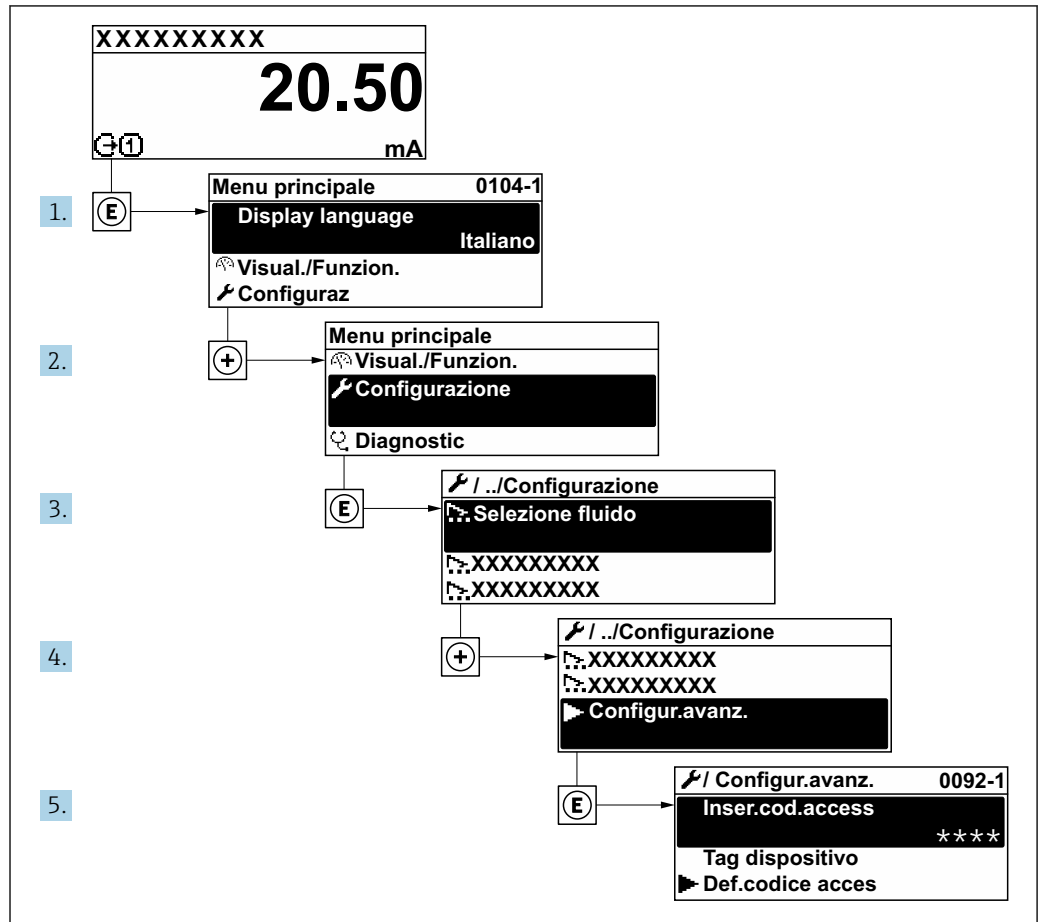 XXXXXXXXX
20.50
① mA
1. Ⓔ
Menu principale 0104-1
Display language
Italiano
Visual./Funzion.
Configuraz
2. +
Menu principale
Visual./Funzion.
Configurazione
Diagnostic
3. Ⓔ
/ ../Configurazione
Selezione fluido
XXXXXXXXX
XXXXXXXXX
4. +
/ ../Configurazione
XXXXXXXXX
XXXXXXXXX
Configur.avanz.
5. Ⓔ
/ Configur.avanz. 0092-1
Inser.cod.access
****
Tag dispositivo
Def.codice acces